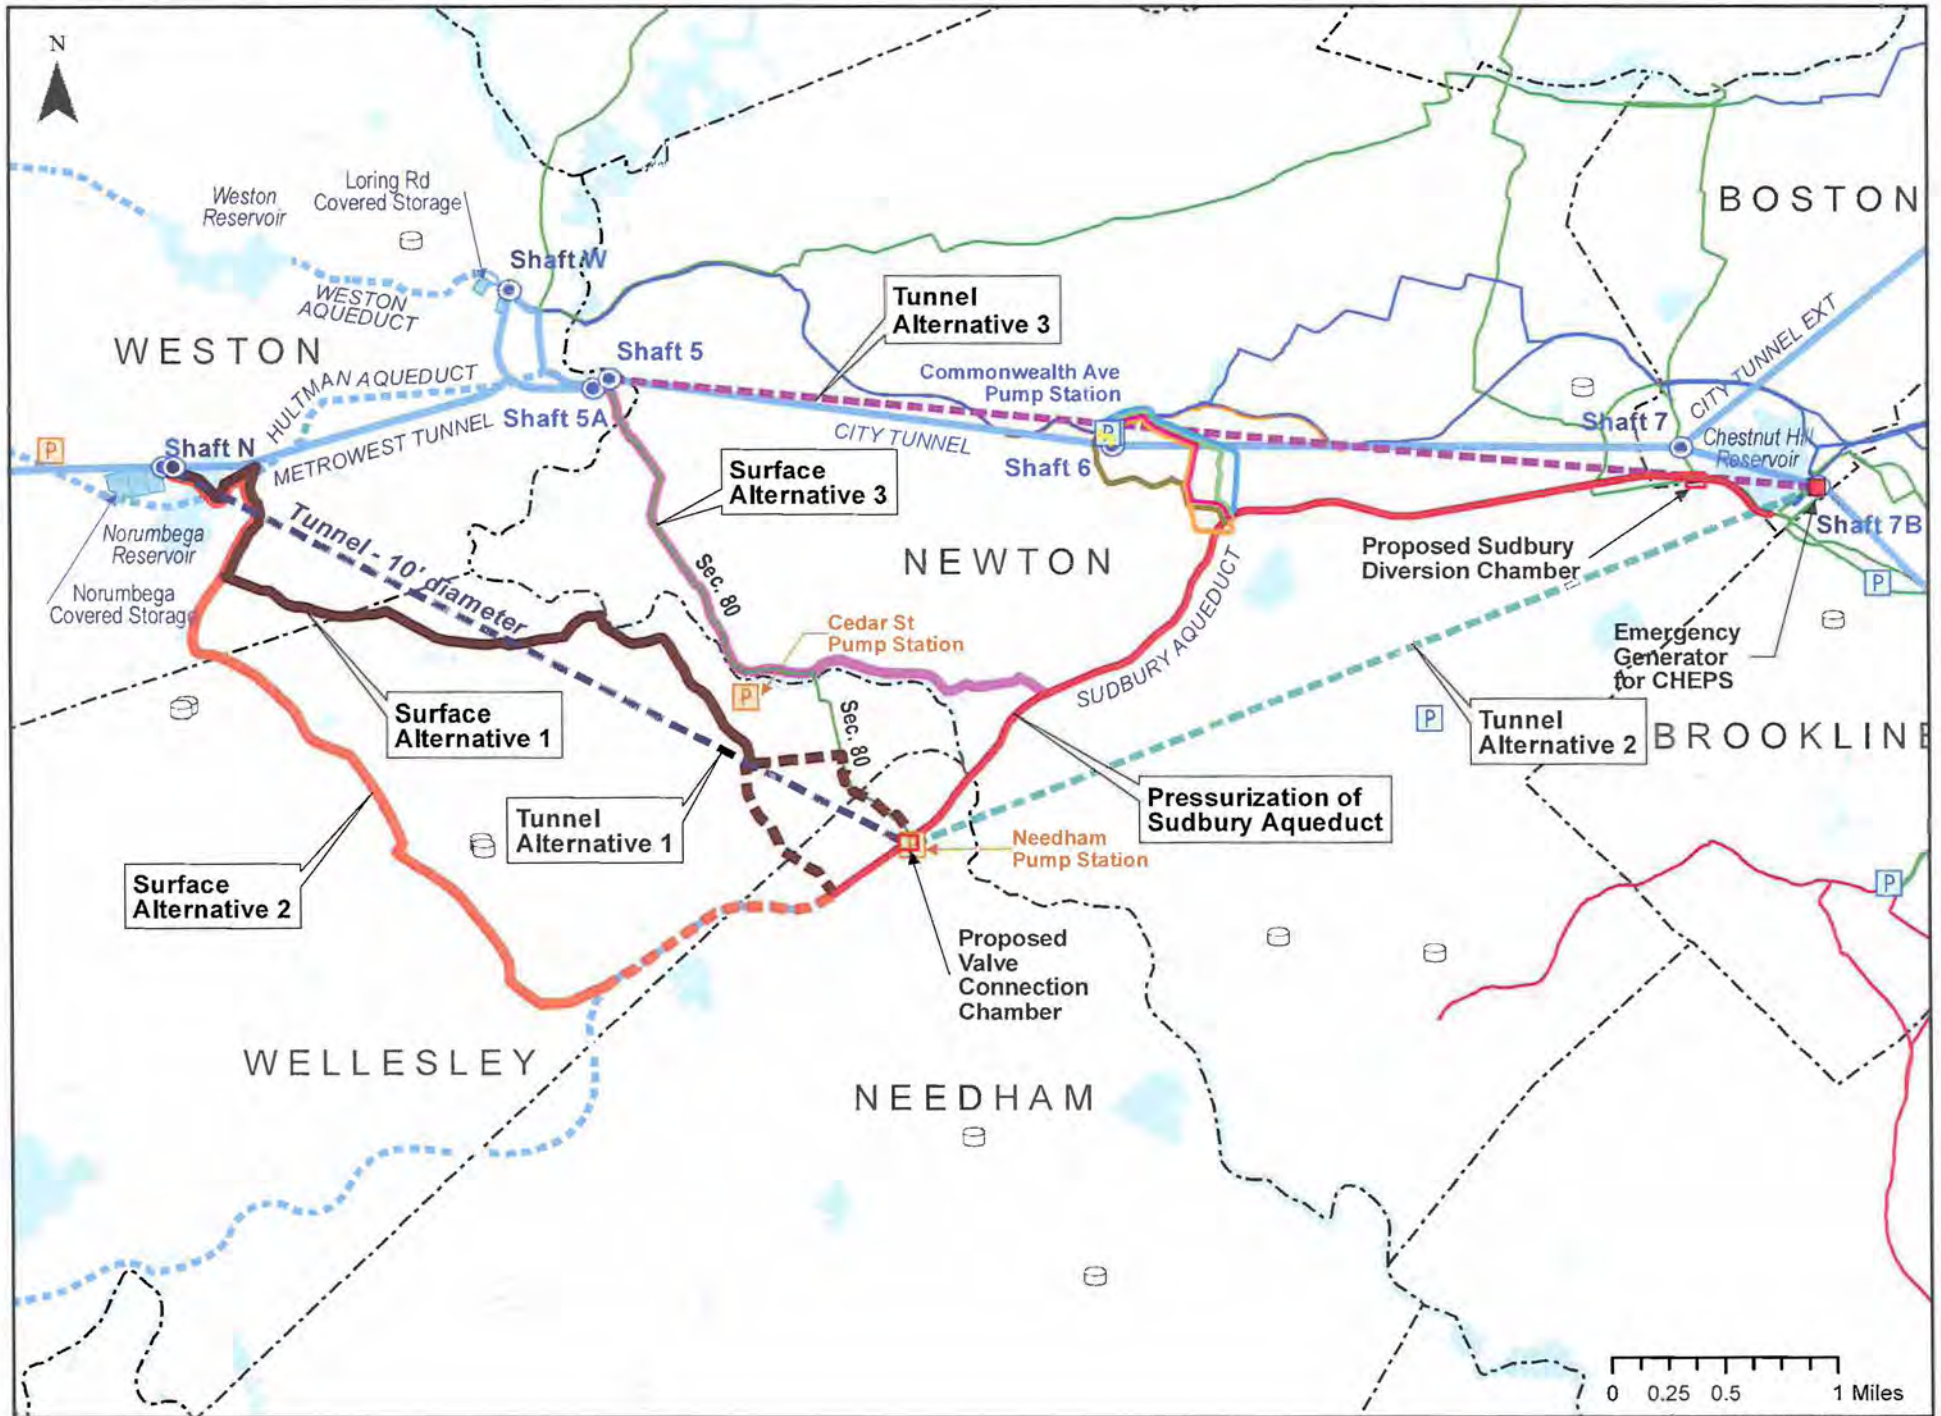 N
BOSTON
Weston
Reservoir
Loring Rd
Covered Storage
Shaft W
WESTON
AQUEDUCT
Tunnel
Alternative 3
CITY TUNNEL EXT
WESTON
Shaft 5
HULTMAN AQUEDUCT
Commonwealth Ave
Pump Station
P
Shaft 5A
Shaft 7
CITY TUNNEL
Chestnut Hill
Reservoir
P
Shaft N
METROWEST TUNNEL
Shaft 6
Surface
Alternative 3
Tunnel - 10' diameter
Norumbega
Reservoir
Shaft 7B
NEWTON
Proposed Sudbury
Diversion Chamber
Sec. 80
P
Norumbega
Covered Storage
SUDBURY AQUEDUCT
Cedar St
Pump Station
P
Emergency
Generator
for CHEPS
Surface
Alternative 1
Sec. 80
P
Tunnel
Alternative 2
BROOKLINE
Pressurization of
Sudbury Aqueduct
Tunnel
Alternative 1
Needham
Pump Station
Surface
Alternative 2
P
Proposed
Valve
Connection
Chamber
WELLESLEY
NEEDHAM
0 0.25 0.5 1 Miles